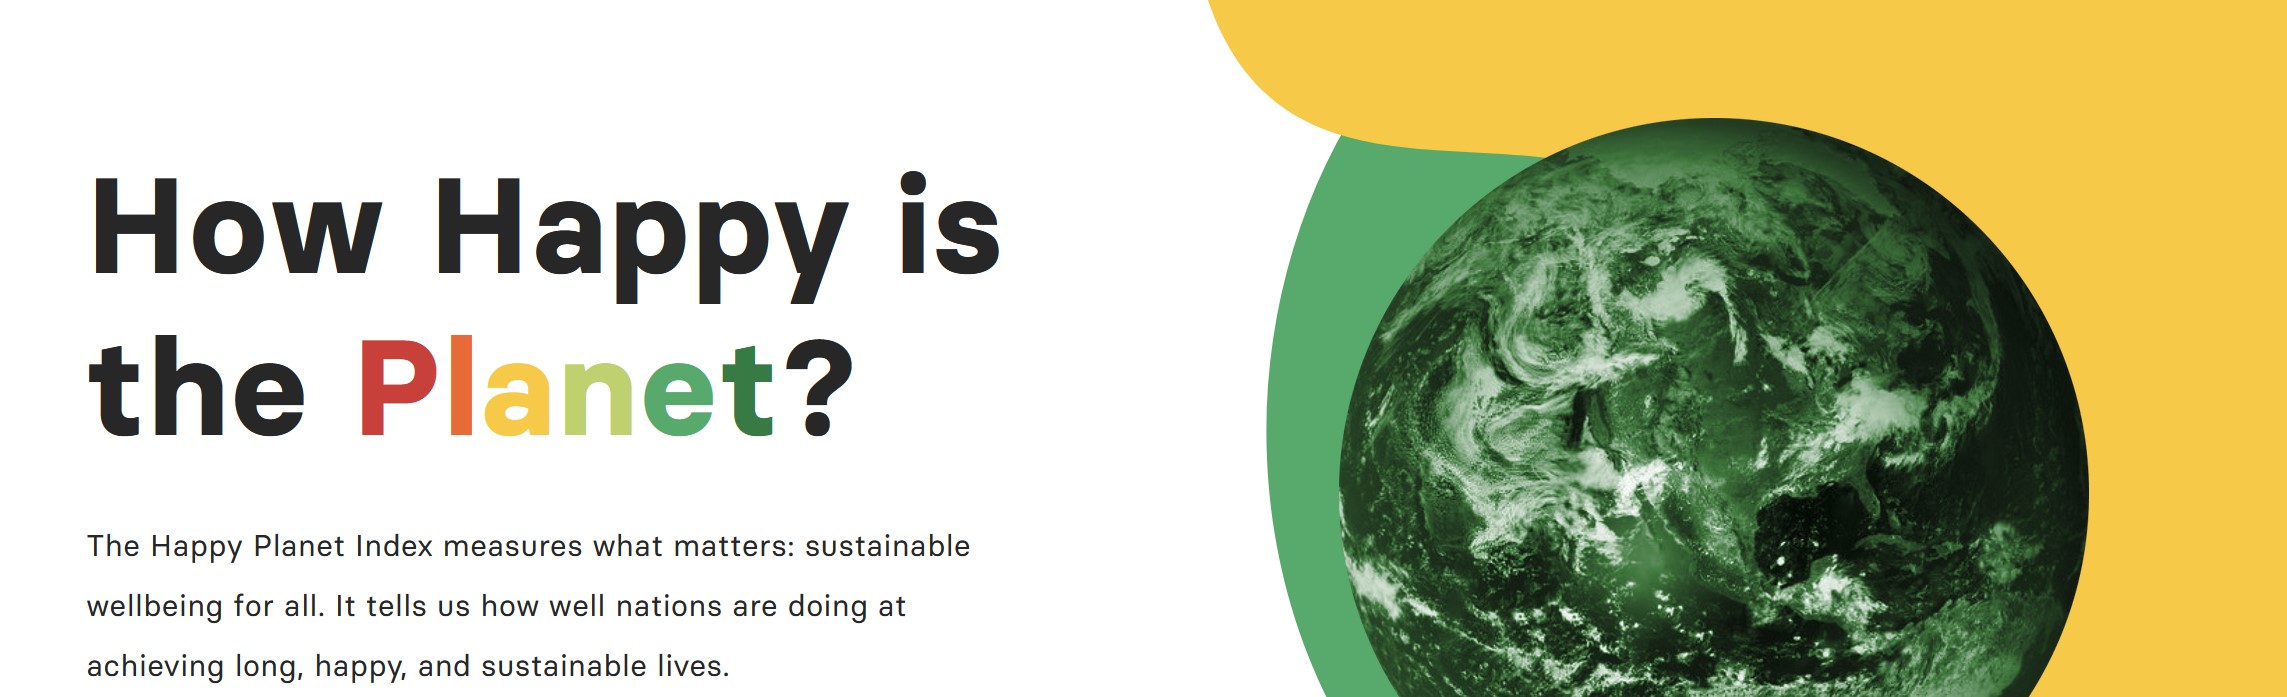 How Happy is
the Planet?
The Happy Planet Index measures what matters: sustainable
wellbeing for all. It tells us how well nations are doing at
achieving long, happy, and sustainable lives.